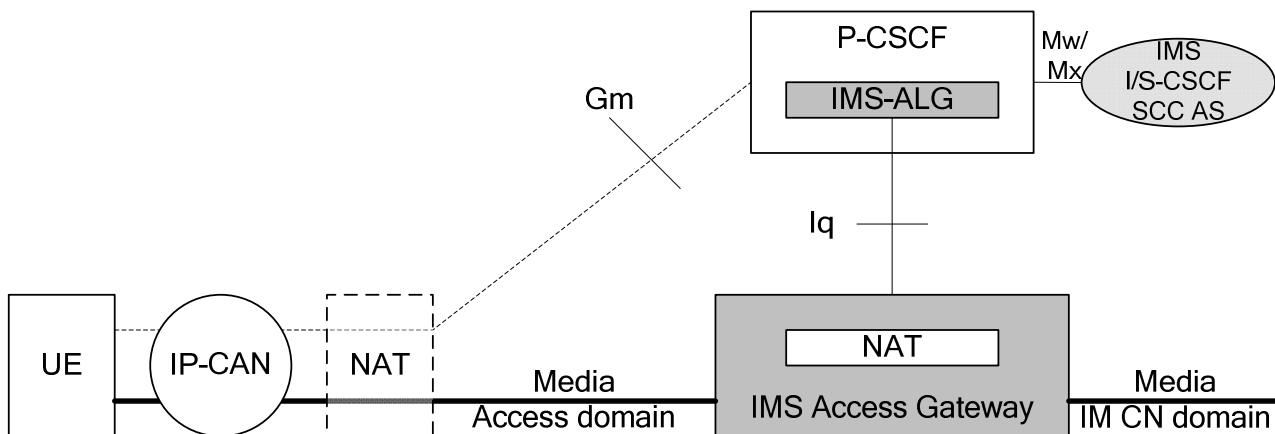 P-CSCF
IMS-ALG
Mw/
Mx
IMS
I/S-CSCF
SCC AS
Gm
Iq
UE
IP-CAN
NAT
Media
Access domain
NAT
IMS Access Gateway
Media
IM CN domain